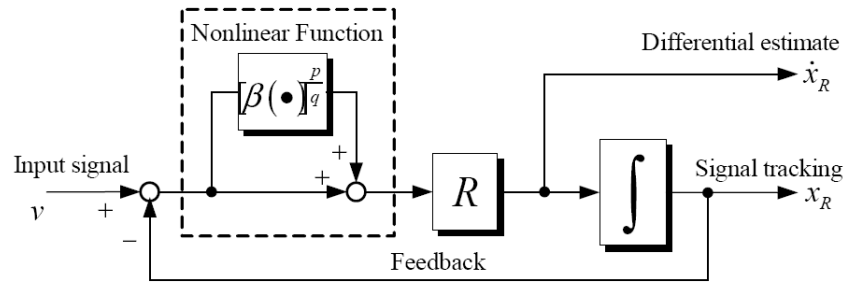 Nonlinear Function
Differential estimate
[β(•)]^{p/q}
ẋ_R
+
Input signal
+
R
∫
Signal tracking
v
+
x_R
−
Feedback